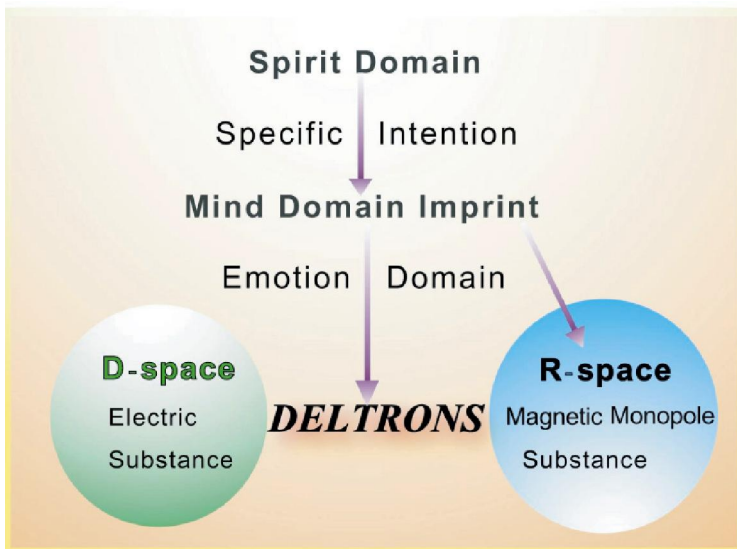 Spirit Domain
Specific Intention
Mind Domain Imprint
Emotion Domain
D-space
Electric
Substance
DELTRONS
R-space
Magnetic Monopole
Substance